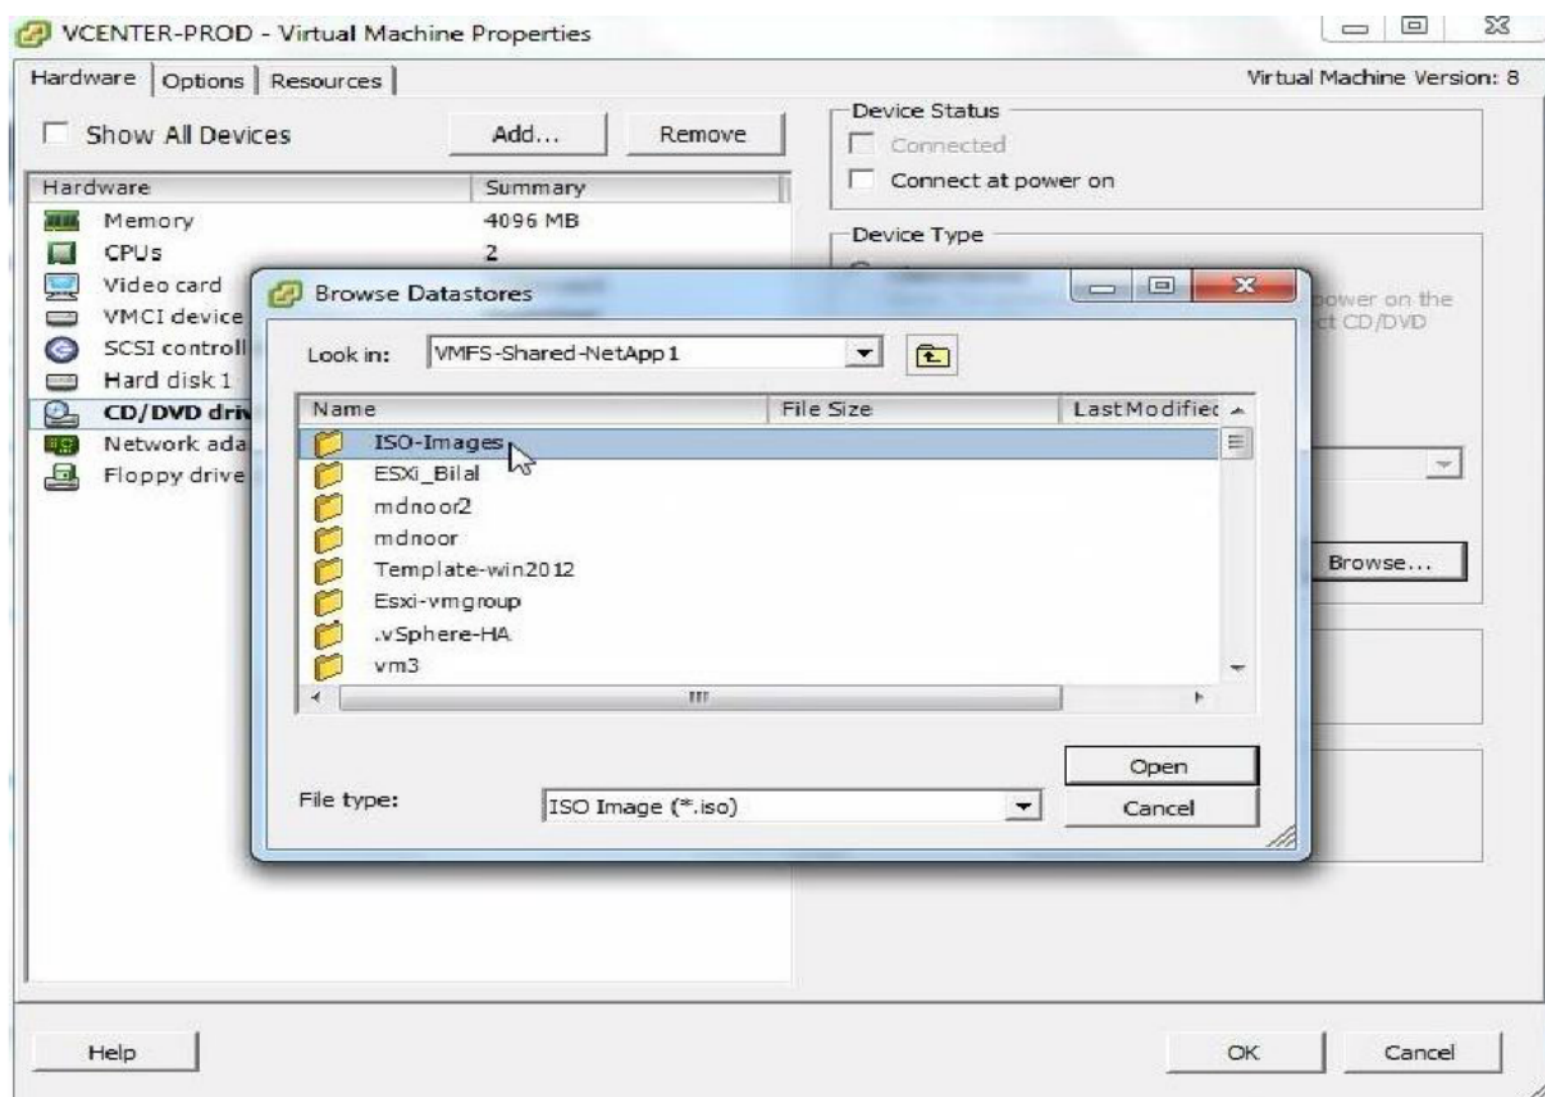 VCENTER-PROD - Virtual Machine Properties
Hardware Options Resources Virtual Machine Version: 8
Show All Devices Add... Remove
Device Status
Connected
Connect at power on
Hardware Summary
Memory 4096 MB
CPUs 2
Video card
VMCI device
SCSI controll
Hard disk 1
CD/DVD driv
Network ada
Floppy drive
Device Type
power on the
ct CD/DVD
Browse...
Browse Datastores
Look in: VMFS-Shared-NetApp1
Name File Size Last Modified
ISO-Images
ESXi_Bilal
mdnoor2
mdnoor
Template-win2012
Esxi-vmgroup
.vSphere-HA
vm3
Open
File type: ISO Image (*.iso)
Cancel
Help OK Cancel